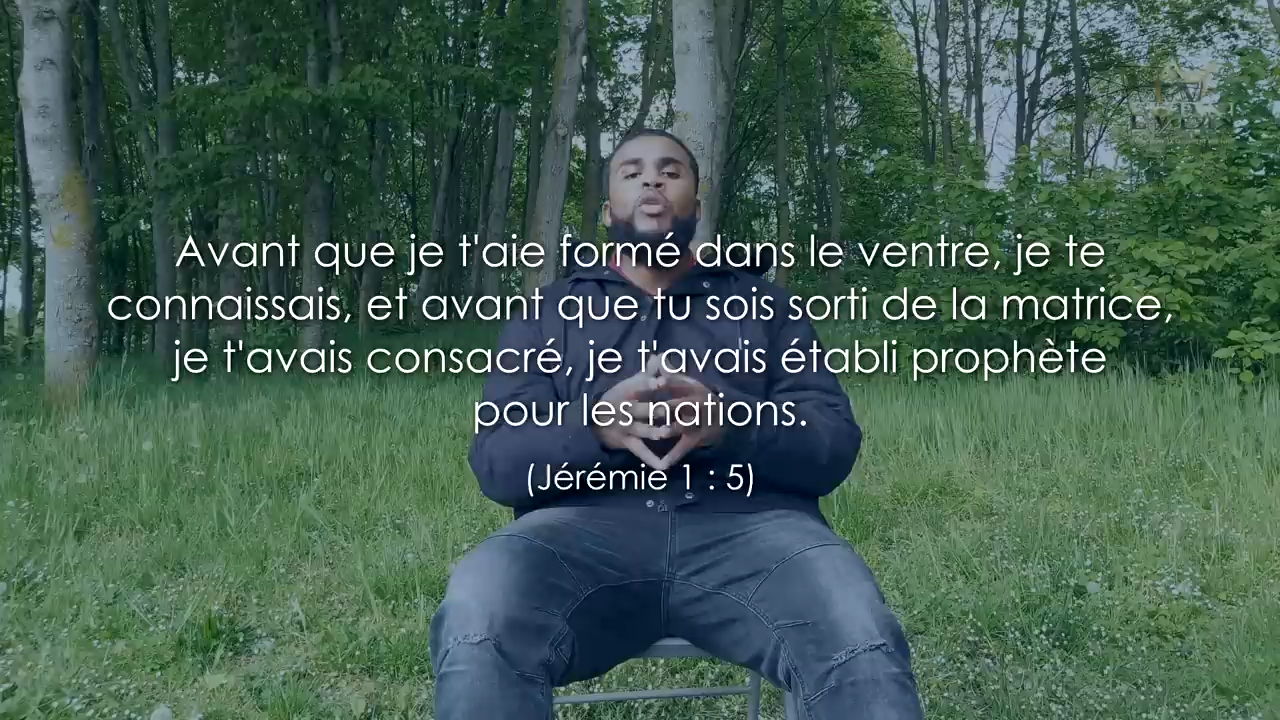 Avant que je t'aie formé dans le ventre, je te
connaissais, et avant que tu sois sorti de la matrice,
je t'avais consacré, je t'avais établi prophète
pour les nations.
(Jérémie 1 : 5)